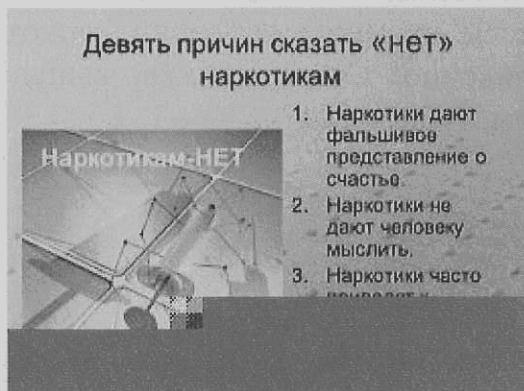 Девять причин сказать «нет»
наркотикам
Наркотикам-НЕТ
1. Наркотики дают
фальшивое
представление о
счастье.
2. Наркотики не
дают человеку
мыслить.
3. Наркотики часто